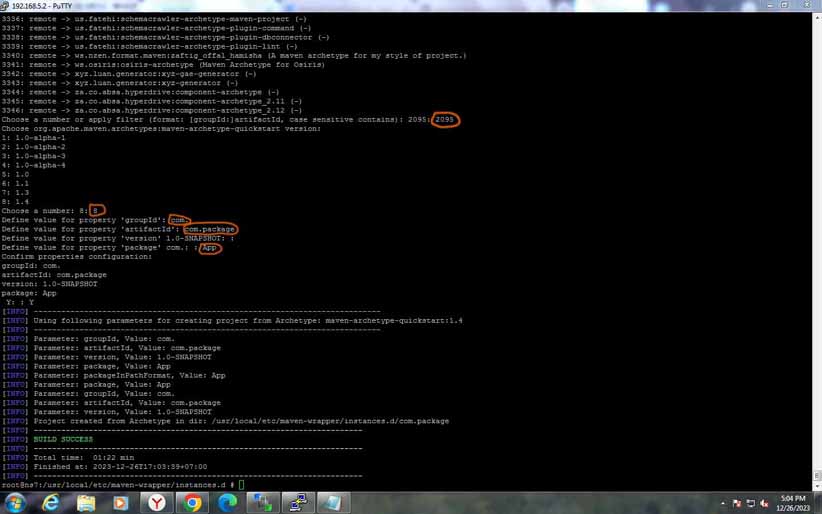 192.168.5.2 - PuTTY
3336: remote -> us.fatehi:schemacrawler-archetype-maven-project (-)
3337: remote -> us.fatehi:schemacrawler-archetype-plugin-command (-)
3338: remote -> us.fatehi:schemacrawler-archetype-plugin-dbconnector (-)
3339: remote -> us.fatehi:schemacrawler-archetype-plugin-lint (-)
3340: remote -> ws.nzen.format.maven:zaftig_offal_hamisha (A maven archetype for my style of project.)
3341: remote -> ws.osiris:osiris-archetype (Maven Archetype for Osiris)
3342: remote -> xyz.luan.generator:xyz-gae-generator (-)
3343: remote -> xyz.luan.generator:xyz-generator (-)
3344: remote -> za.co.absa.hyperdrive:component-archetype (-)
3345: remote -> za.co.absa.hyperdrive:component-archetype_2.11 (-)
3346: remote -> za.co.absa.hyperdrive:component-archetype_2.12 (-)
Choose a number or apply filter (format: [groupId:]artifactId, case sensitive contains): 2095: 2095
Choose org.apache.maven.archetypes:maven-archetype-quickstart version:
1: 1.0-alpha-1
2: 1.0-alpha-2
3: 1.0-alpha-3
4: 1.0-alpha-4
5: 1.0
6: 1.1
7: 1.3
8: 1.4
Choose a number: 8: 8
Define value for property 'groupId': com.
Define value for property 'artifactId': com.package
Define value for property 'version' 1.0-SNAPSHOT: :
Define value for property 'package' com.: : App
Confirm properties configuration:
groupId: com.
artifactId: com.package
version: 1.0-SNAPSHOT
package: App
Y: : Y
[INFO] ----------------------------------------------------------------------------
[INFO] Using following parameters for creating project from Archetype: maven-archetype-quickstart:1.4
[INFO] ----------------------------------------------------------------------------
[INFO] Parameter: groupId, Value: com.
[INFO] Parameter: artifactId, Value: com.package
[INFO] Parameter: version, Value: 1.0-SNAPSHOT
[INFO] Parameter: package, Value: App
[INFO] Parameter: packageInPathFormat, Value: App
[INFO] Parameter: package, Value: App
[INFO] Parameter: groupId, Value: com.
[INFO] Parameter: artifactId, Value: com.package
[INFO] Parameter: version, Value: 1.0-SNAPSHOT
[INFO] Project created from Archetype in dir: /usr/local/etc/maven-wrapper/instances.d/com.package
[INFO] ------------------------------------------------------------------------
[INFO] BUILD SUCCESS
[INFO] ------------------------------------------------------------------------
[INFO] Total time:  01:22 min
[INFO] Finished at: 2023-12-26T17:03:39+07:00
[INFO] ------------------------------------------------------------------------
root@ns7:/usr/local/etc/maven-wrapper/instances.d #
5:04 PM
12/26/2023